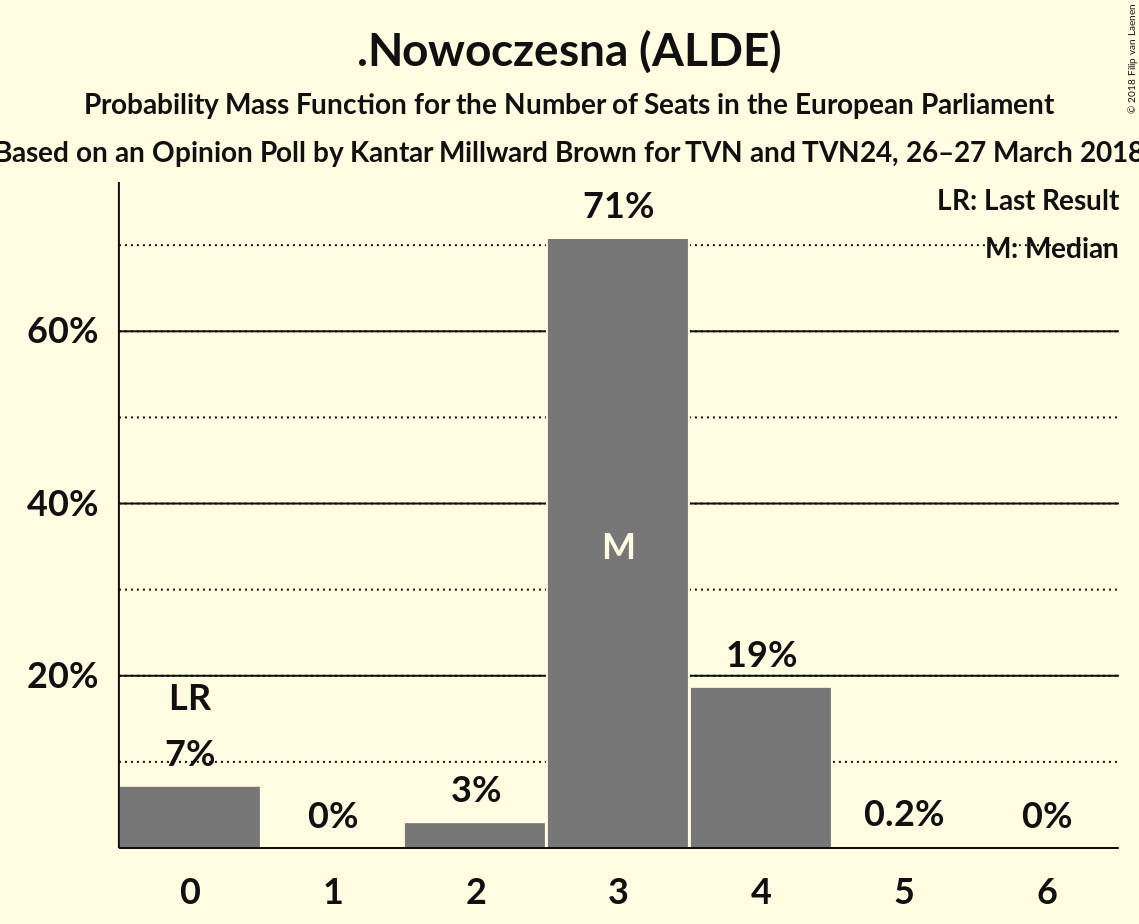 .Nowoczesna (ALDE)
Probability Mass Function for the Number of Seats in the European Parliament
Based on an Opinion Poll by Kantar Millward Brown for TVN and TVN24, 26–27 March 2018
© 2018 Filip van Laenen
LR: Last Result
M: Median
71%
60%
40%
M
20%
19%
LR
7%
3%
0%
0.2%
0%
0 1 2 3 4 5 6